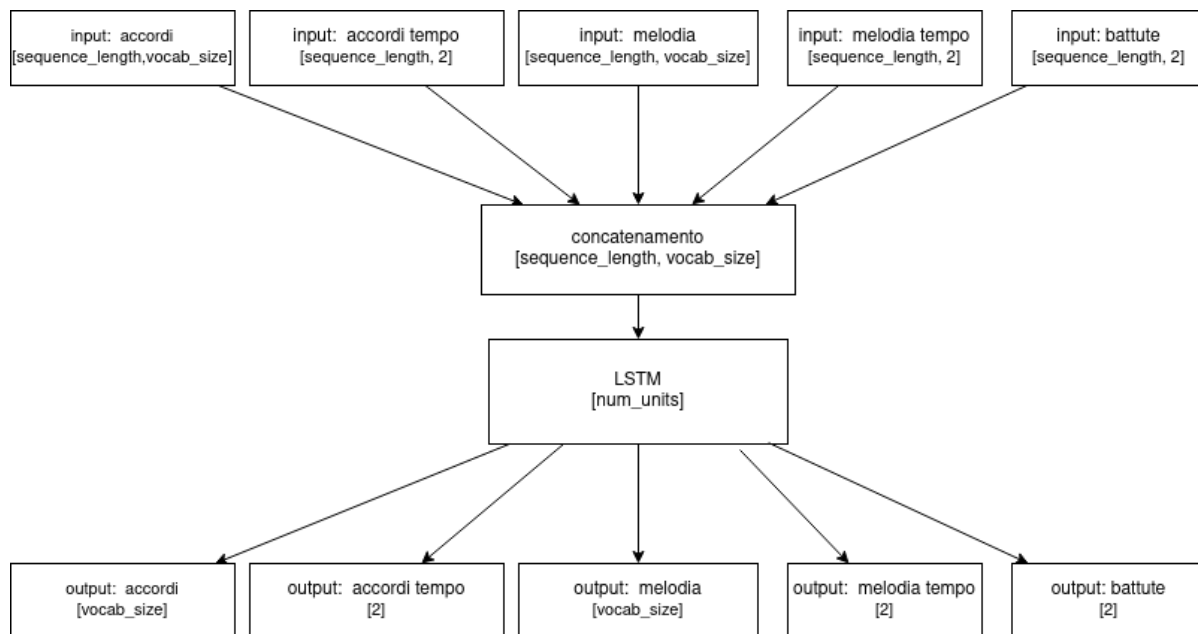 input: accordi
[sequence_length,vocab_size]
input: accordi tempo
[sequence_length, 2]
input: melodia
[sequence_length, vocab_size]
input: melodia tempo
[sequence_length, 2]
input: battute
[sequence_length, 2]
concatenamento
[sequence_length, vocab_size]
LSTM
[num_units]
output: accordi
[vocab_size]
output: accordi tempo
[2]
output: melodia
[vocab_size]
output: melodia tempo
[2]
output: battute
[2]